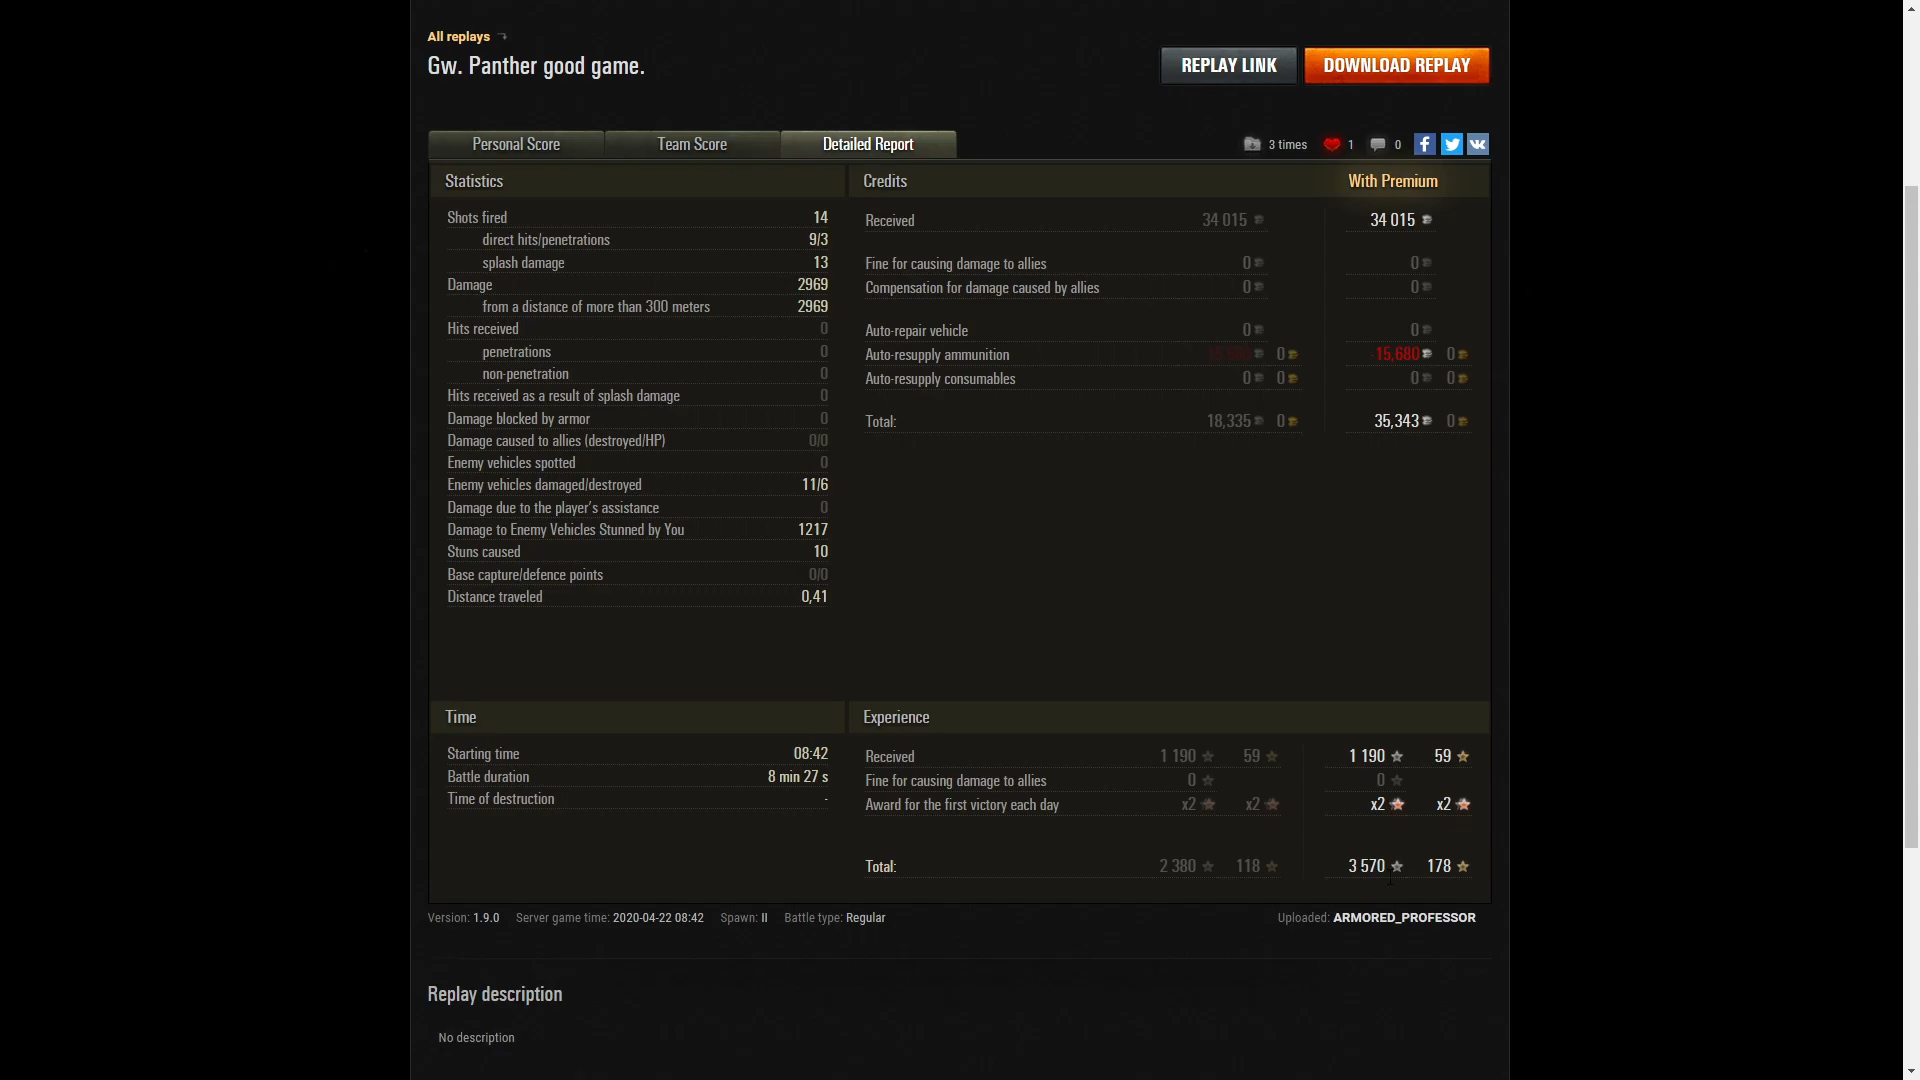 All replays
Gw. Panther good game.
REPLAY LINK
DOWNLOAD REPLAY
Personal Score
Team Score
Detailed Report
3 times
1
0
Statistics
Shots fired 14
direct hits/penetrations 9/3
splash damage 13
Damage 2969
from a distance of more than 300 meters 2969
Hits received 0
penetrations 0
non-penetration 0
Hits received as a result of splash damage 0
Damage blocked by armor 0
Damage caused to allies (destroyed/HP) 0/0
Enemy vehicles spotted 0
Enemy vehicles damaged/destroyed 11/6
Damage due to the player's assistance 0
Damage to Enemy Vehicles Stunned by You 1217
Stuns caused 10
Base capture/defence points 0/0
Distance traveled 0,41
Credits With Premium
Received 34 015 34 015
Fine for causing damage to allies 0 0
Compensation for damage caused by allies 0 0
Auto-repair vehicle 0 0
Auto-resupply ammunition 0 -15,680 0
Auto-resupply consumables 0 0 0 0
Total: 18,335 0 35,343 0
Time
Starting time 08:42
Battle duration 8 min 27 s
Time of destruction -
Experience
Received 1 190 59 1 190 59
Fine for causing damage to allies 0 0
Award for the first victory each day x2 x2 x2 x2
Total: 2 380 118 3 570 178
Version: 1.9.0 Server game time: 2020-04-22 08:42 Spawn: II Battle type: Regular
Uploaded: ARMORED_PROFESSOR
Replay description
No description